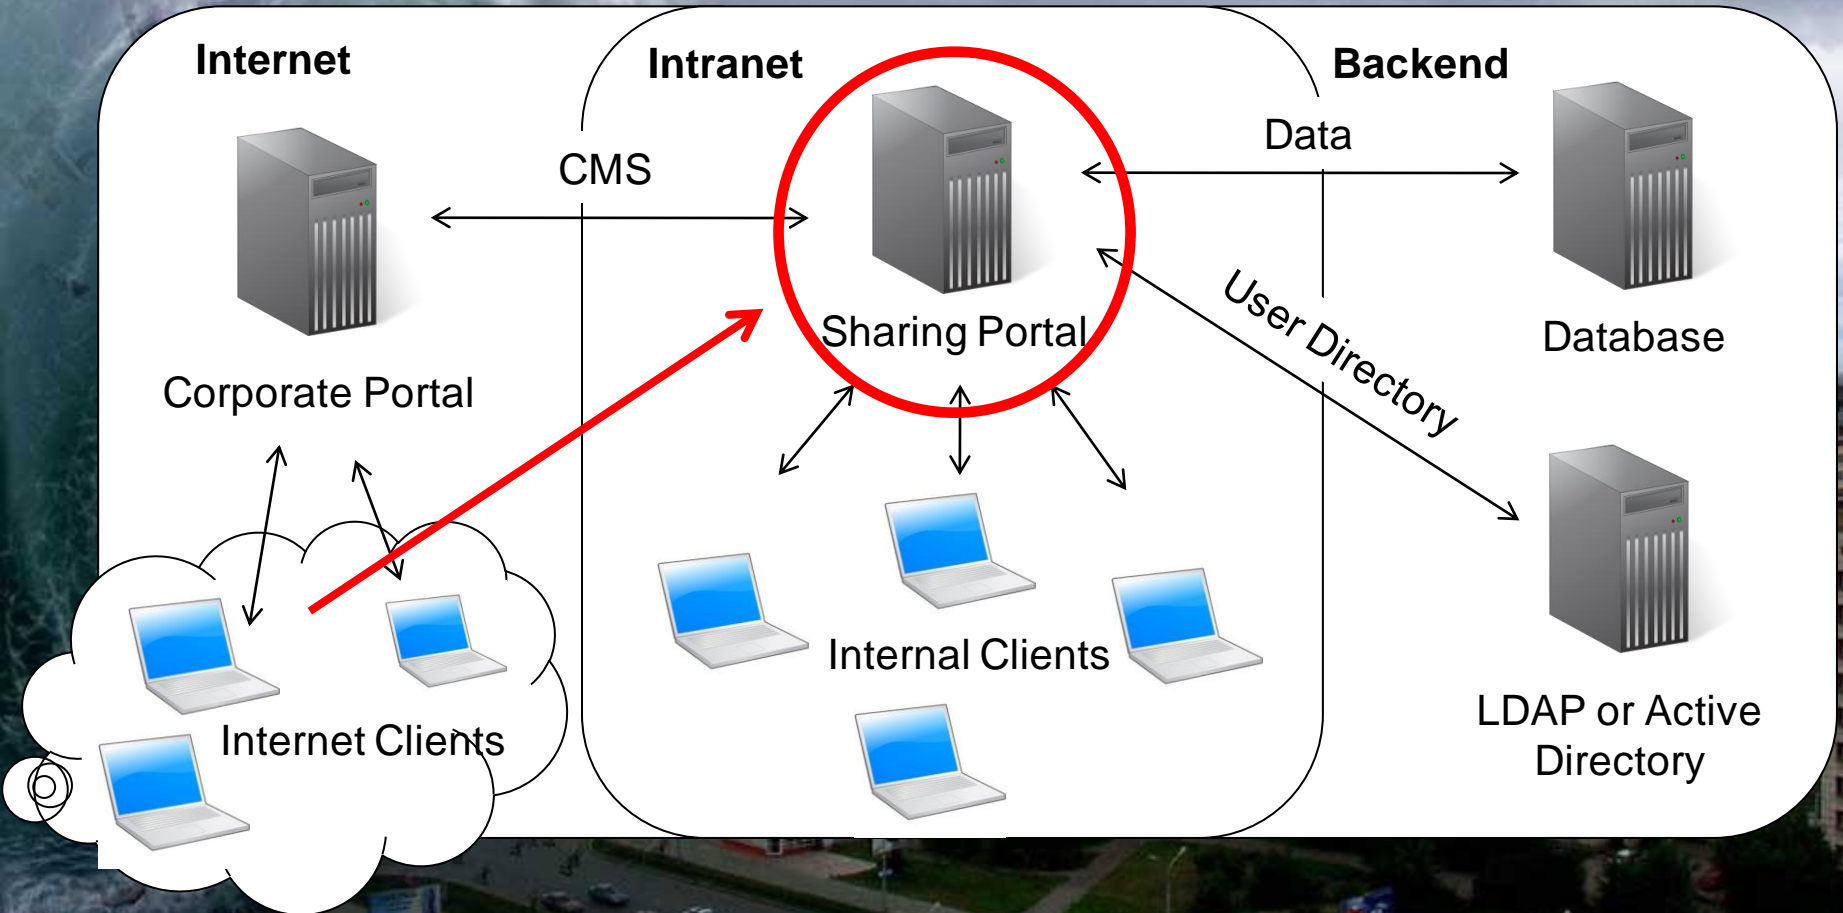 Internet
Intranet
Backend
CMS
Data
User Directory
Sharing Portal
Database
Corporate Portal
Internal Clients
Internet Clients
LDAP or Active
Directory